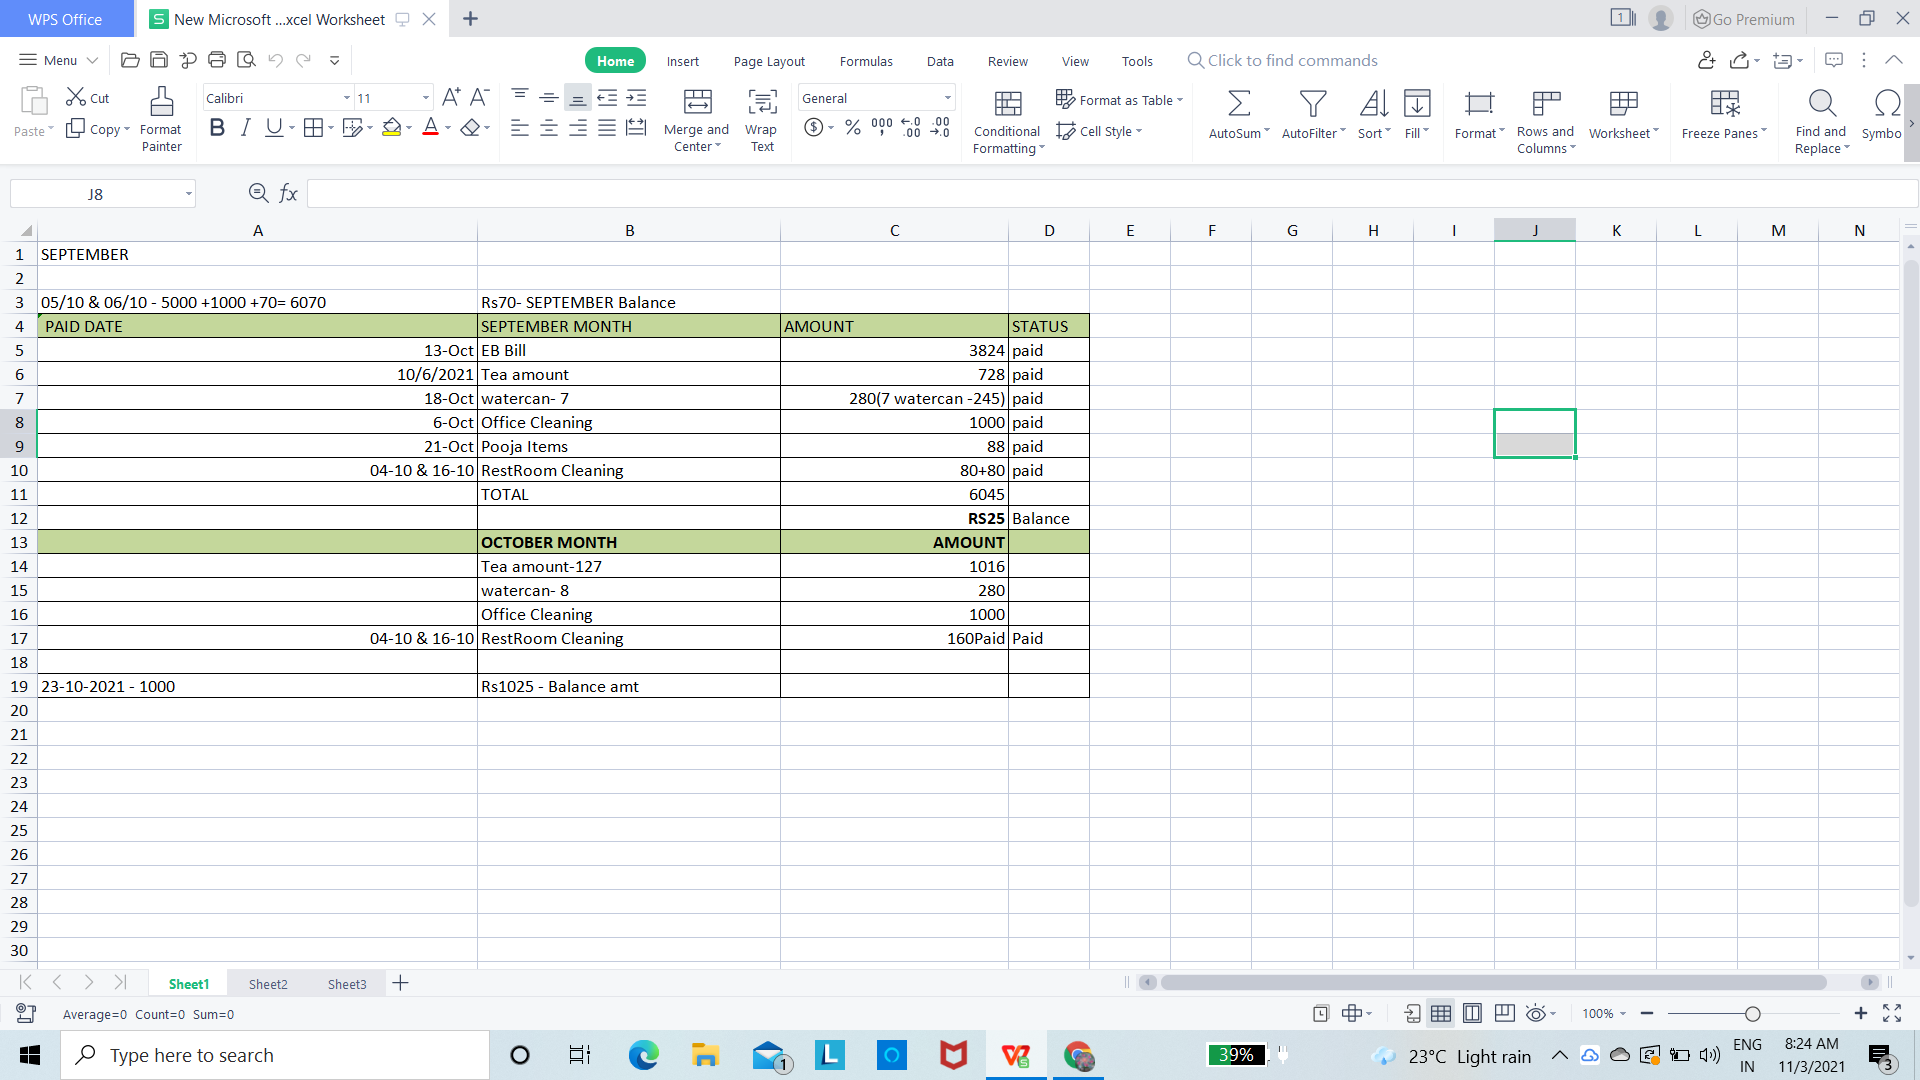 WPS Office
New Microsoft ...xcel Worksheet
1
Go Premium
Menu
Home
Insert
Page Layout
Formulas
Data
Review
View
Tools
Click to find commands
Paste
Cut
Copy
Format Painter
Calibri
11
Merge and Center
Wrap Text
General
Conditional Formatting
Format as Table
Cell Style
AutoSum
AutoFilter
Sort
Fill
Format
Rows and Columns
Worksheet
Freeze Panes
Find and Replace
Symbo
J8
A B C D E F G H I J K L M N
1 SEPTEMBER
2
3 05/10 & 06/10 - 5000 +1000 +70= 6070 Rs70- SEPTEMBER Balance
4 PAID DATE SEPTEMBER MONTH AMOUNT STATUS
5 13-Oct EB Bill 3824 paid
6 10/6/2021 Tea amount 728 paid
7 18-Oct watercan- 7 280(7 watercan -245) paid
8 6-Oct Office Cleaning 1000 paid
9 21-Oct Pooja Items 88 paid
10 04-10 & 16-10 RestRoom Cleaning 80+80 paid
11 TOTAL 6045
12 RS25 Balance
13 OCTOBER MONTH AMOUNT
14 Tea amount-127 1016
15 watercan- 8 280
16 Office Cleaning 1000
17 04-10 & 16-10 RestRoom Cleaning 160Paid Paid
18
19 23-10-2021 - 1000 Rs1025 - Balance amt
20
21
22
23
24
25
26
27
28
29
30
Sheet1 Sheet2 Sheet3
Average=0 Count=0 Sum=0
100%
Type here to search
1
39%
23°C Light rain
ENG
IN
8:24 AM
11/3/2021
3